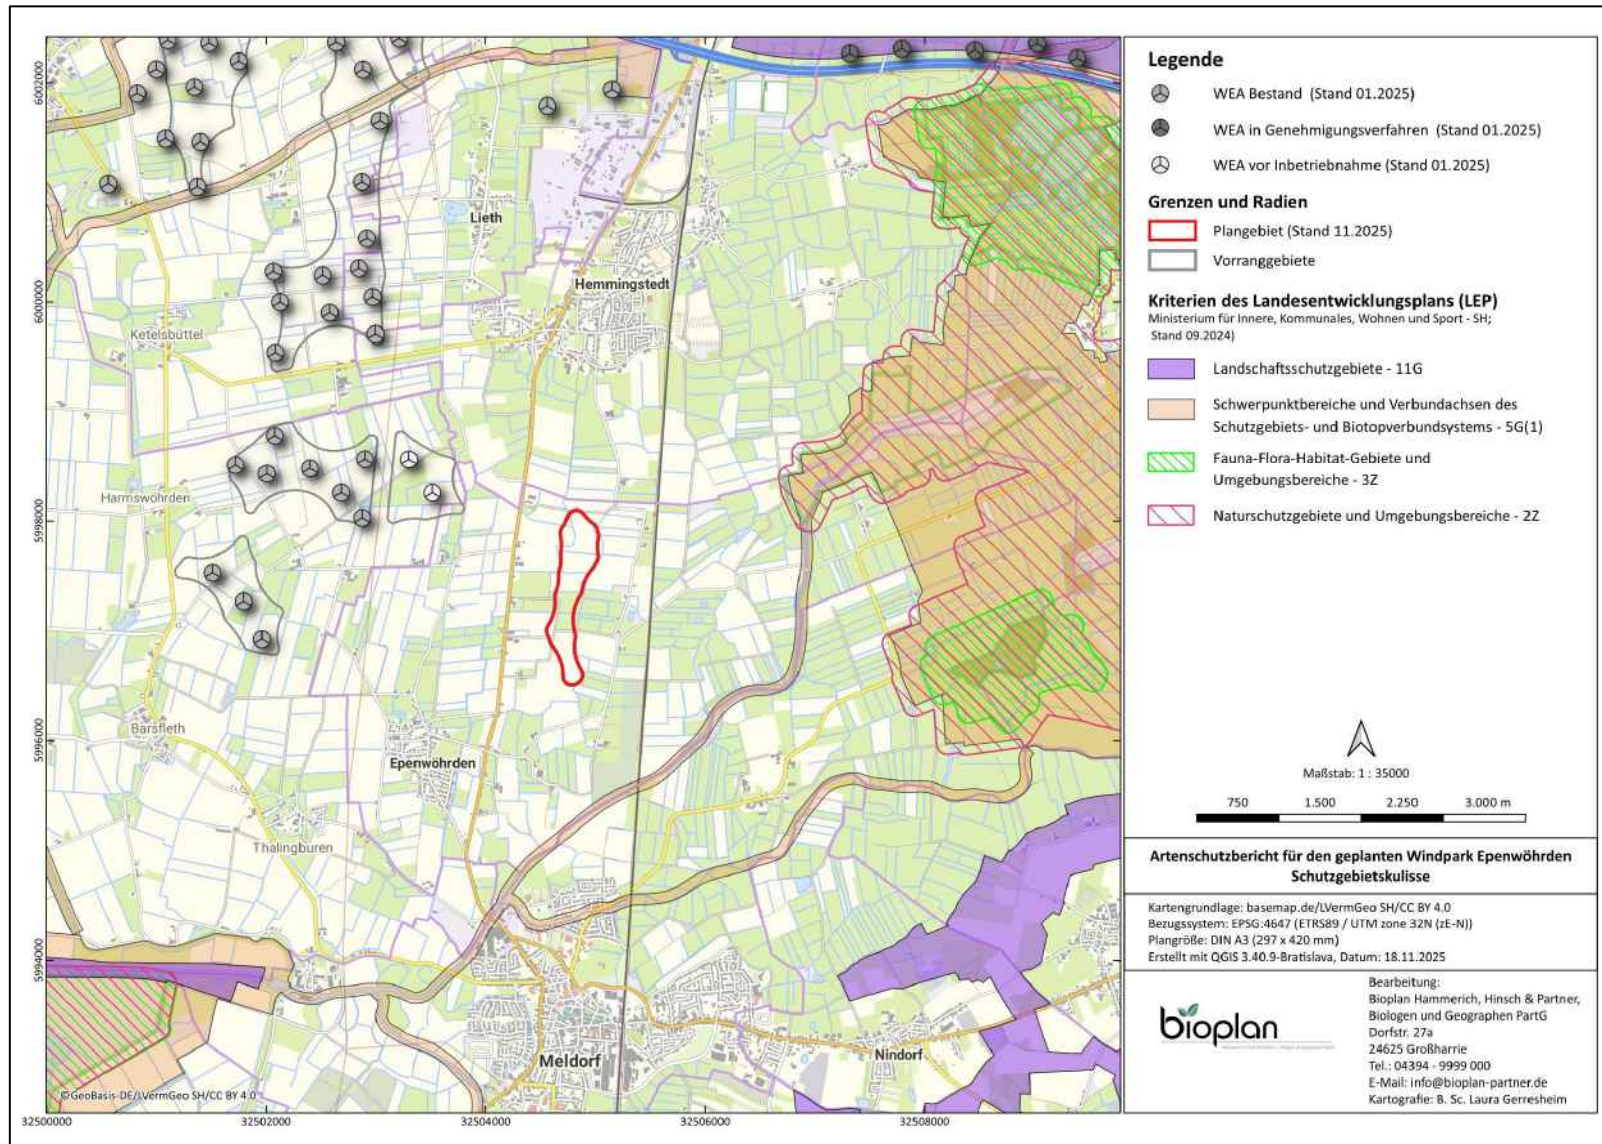 Legende
WEA Bestand (Stand 01.2025)
WEA in Genehmigungsverfahren (Stand 01.2025)
WEA vor Inbetriebnahme (Stand 01.2025)
Grenzen und Radien
Plangebiet (Stand 11.2025)
Vorranggebiete
Kriterien des Landesentwicklungsplans (LEP)
Ministerium für Innere, Kommunales, Wohnen und Sport - SH;
Stand 09.2024)
Landschaftsschutzgebiete - 11G
Schwerpunktbereiche und Verbundachsen des
Schutzgebiets- und Biotopverbundsystems - 5G(1)
Fauna-Flora-Habitat-Gebiete und
Umgebungsbereiche - 3Z
Naturschutzgebiete und Umgebungsbereiche - 2Z
Maßstab: 1 : 35000
750 1.500 2.250 3.000 m
Artenschutzbericht für den geplanten Windpark Epenwöhrden
Schutzgebietskulisse
Kartengrundlage: basemap.de/LVermGeo SH/CC BY 4.0
Bezugssystem: EPSG:4647 (ETRS89 / UTM zone 32N (zE-N))
Plangröße: DIN A3 (297 x 420 mm)
Erstellt mit QGIS 3.40.9-Bratislava, Datum: 18.11.2025
bioplan
Bearbeitung:
Bioplan Hammerich, Hinsch & Partner,
Biologen und Geographen PartG
Dorfstr. 27a
24625 Großharrie
Tel.: 04394 - 9999 000
E-Mail: info@bioplan-partner.de
Kartografie: B. Sc. Laura Gerresheim
6002000
6000000
5998000
5996000
5994000
Lieth
Hemmingstedt
Ketelsbüttel
Harmswöhrden
Barsfleth
Epenwöhrden
Thalingburen
Meldorf
Nindorf
©GeoBasis-DE/LVermGeo SH/CC BY 4.0
32500000 32502000 32504000 32506000 32508000